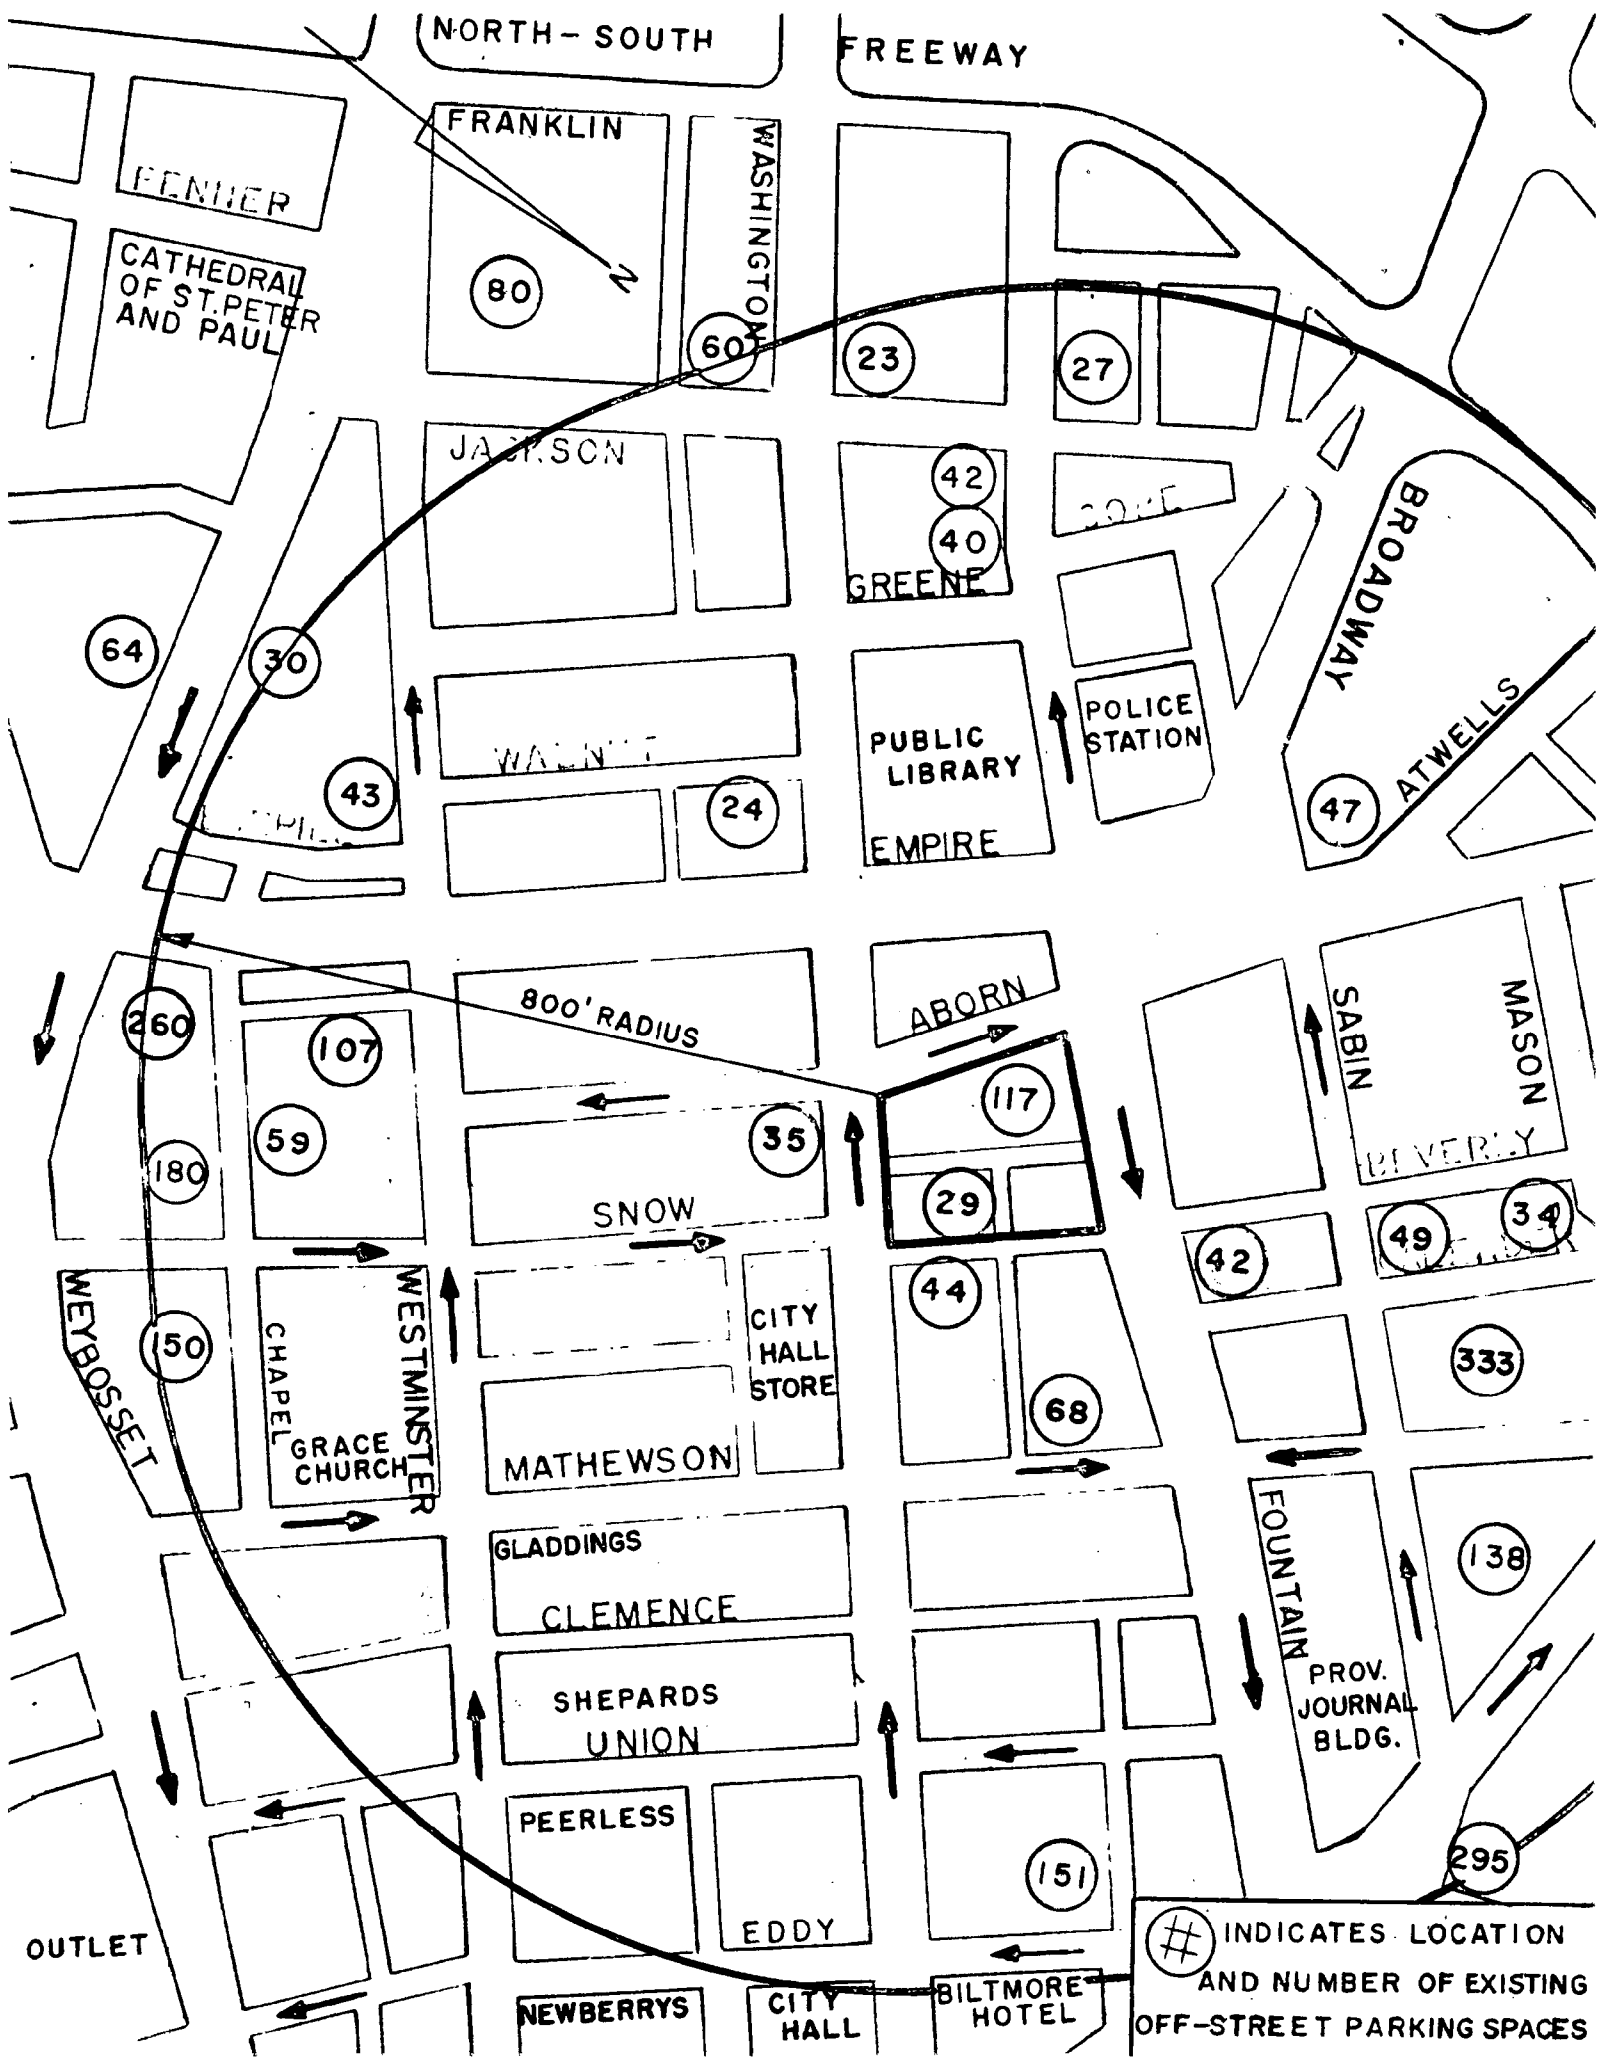 NORTH-SOUTH
FREEWAY
FRANKLIN
WASHINGTON
FENNER
CATHEDRAL
OF ST. PETER
AND PAUL
80
N
60
23
27
JACKSON
42
40
GREENE
BROADWAY
64
30
PUBLIC
LIBRARY
POLICE
STATION
ATWELLS
43
WALNUT
24
47
EMPIRE
260
107
800' RADIUS
ABORN
SABIN
MASON
117
59
35
180
BEVERLY
SNOW
29
42
49
34
WEYBOSSET
150
CHAPEL
WESTMINSTER
GRACE
CHURCH
CITY
HALL
STORE
44
333
68
MATHEWSON
GLADDINGS
CLEMENCE
FOUNTAIN
138
SHEPARDS
UNION
PROV.
JOURNAL
BLDG.
PEERLESS
151
295
EDDY
OUTLET
NEWBERRYS
CITY
HALL
BILTMORE
HOTEL
# INDICATES LOCATION
AND NUMBER OF EXISTING
OFF-STREET PARKING SPACES